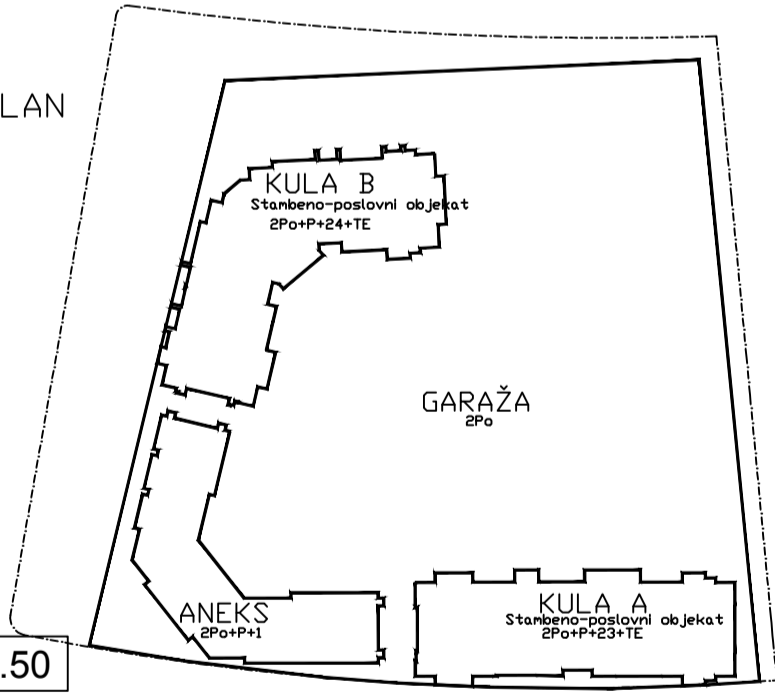 LAN
KULA B
Stambeno-poslovni objekat
2Po+P+24+TE
GARAŽA
2Po
ANEKS
2Po+P+1
KULA A
Stambeno-poslovni objekat
2Po+P+23+TE
.50